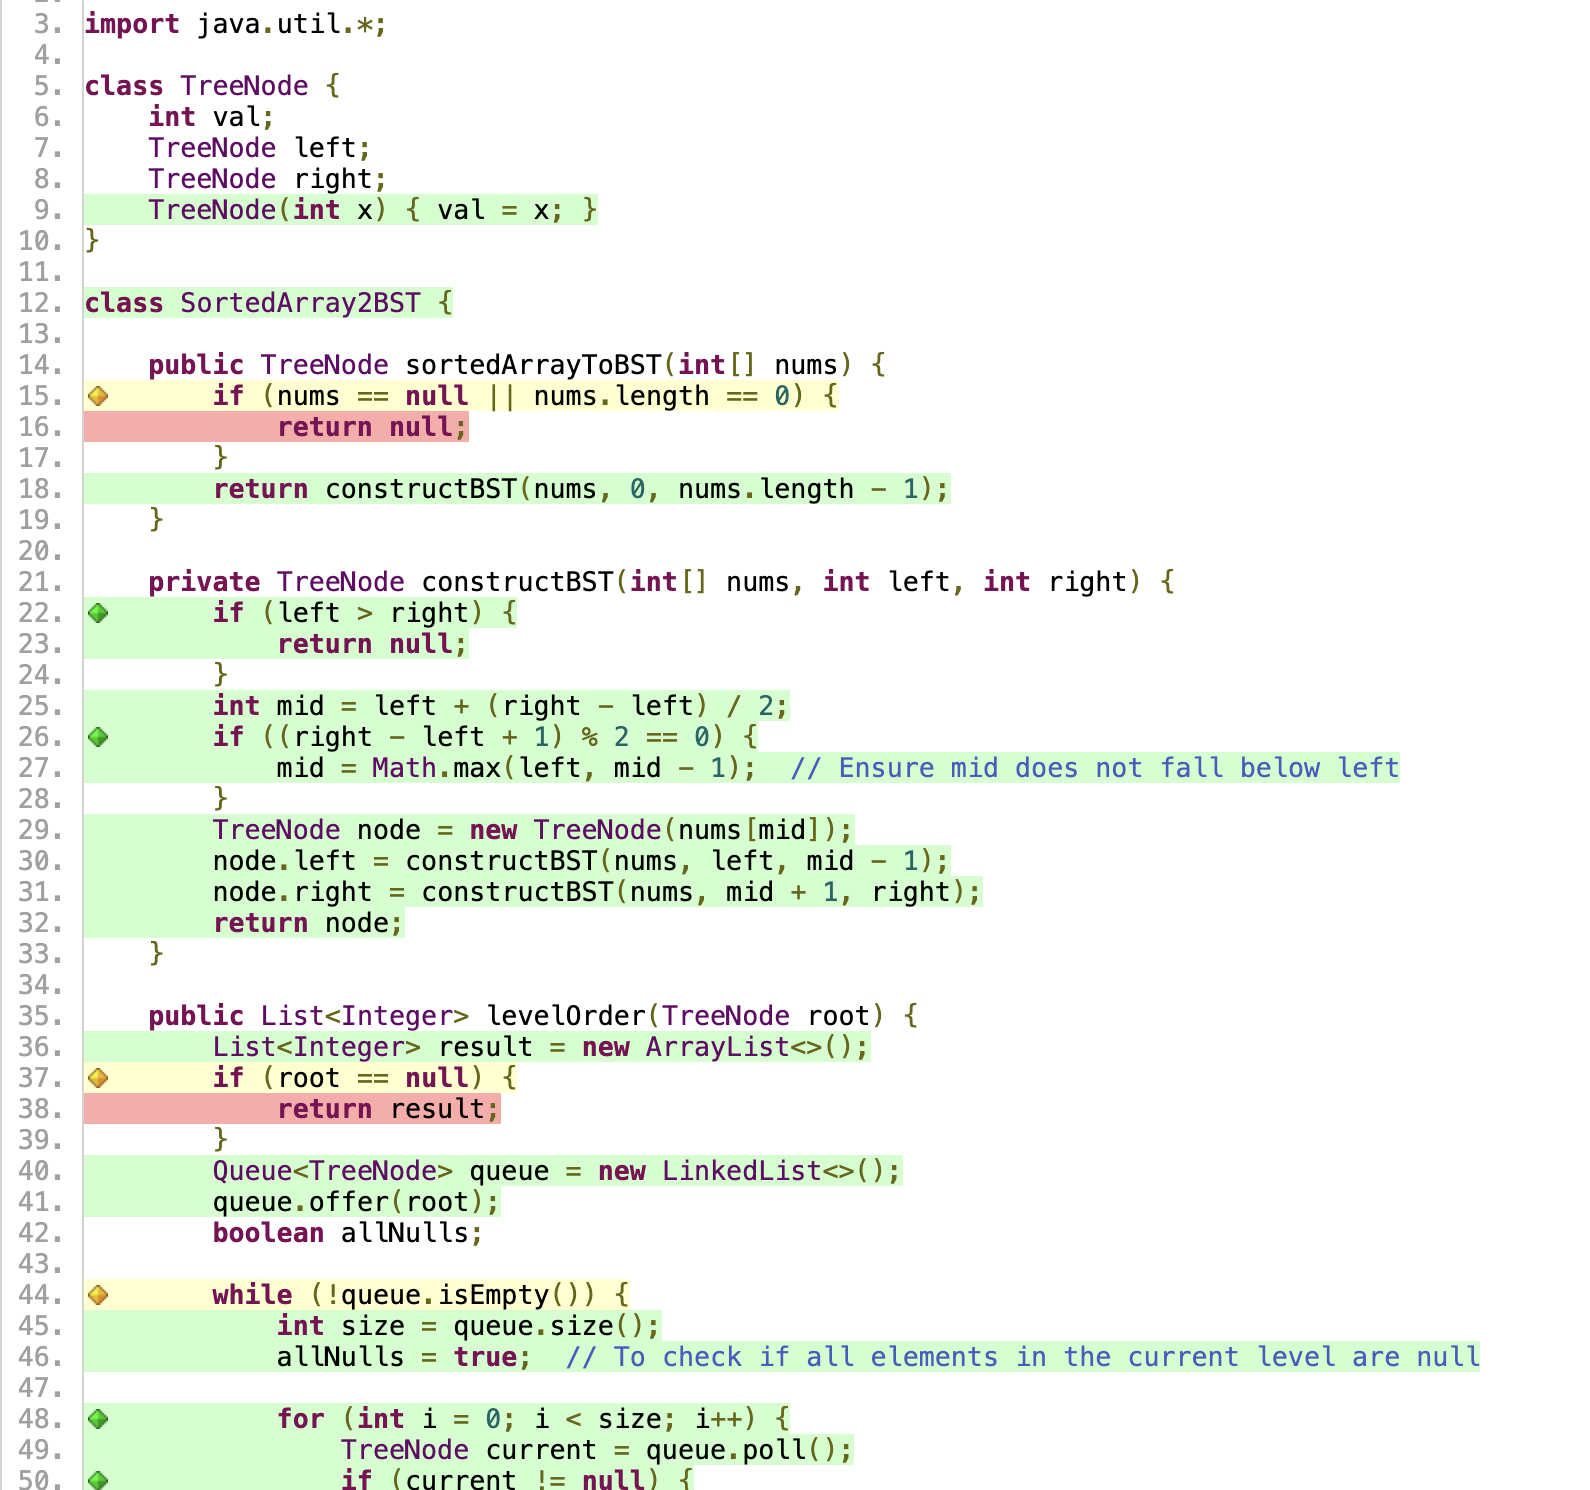 3. import java.util.*;
4.
5. class TreeNode {
6.     int val;
7.     TreeNode left;
8.     TreeNode right;
9.     TreeNode(int x) { val = x; }
10. }
11.
12. class SortedArray2BST {
13.
14.     public TreeNode sortedArrayToBST(int[] nums) {
15.         if (nums == null || nums.length == 0) {
16.             return null;
17.         }
18.         return constructBST(nums, 0, nums.length - 1);
19.     }
20.
21.     private TreeNode constructBST(int[] nums, int left, int right) {
22.         if (left > right) {
23.             return null;
24.         }
25.         int mid = left + (right - left) / 2;
26.         if ((right - left + 1) % 2 == 0) {
27.             mid = Math.max(left, mid - 1);  // Ensure mid does not fall below left
28.         }
29.         TreeNode node = new TreeNode(nums[mid]);
30.         node.left = constructBST(nums, left, mid - 1);
31.         node.right = constructBST(nums, mid + 1, right);
32.         return node;
33.     }
34.
35.     public List<Integer> levelOrder(TreeNode root) {
36.         List<Integer> result = new ArrayList<>();
37.         if (root == null) {
38.             return result;
39.         }
40.         Queue<TreeNode> queue = new LinkedList<>();
41.         queue.offer(root);
42.         boolean allNulls;
43.
44.         while (!queue.isEmpty()) {
45.             int size = queue.size();
46.             allNulls = true;  // To check if all elements in the current level are null
47.
48.             for (int i = 0; i < size; i++) {
49.                 TreeNode current = queue.poll();
50.                 if (current != null) {